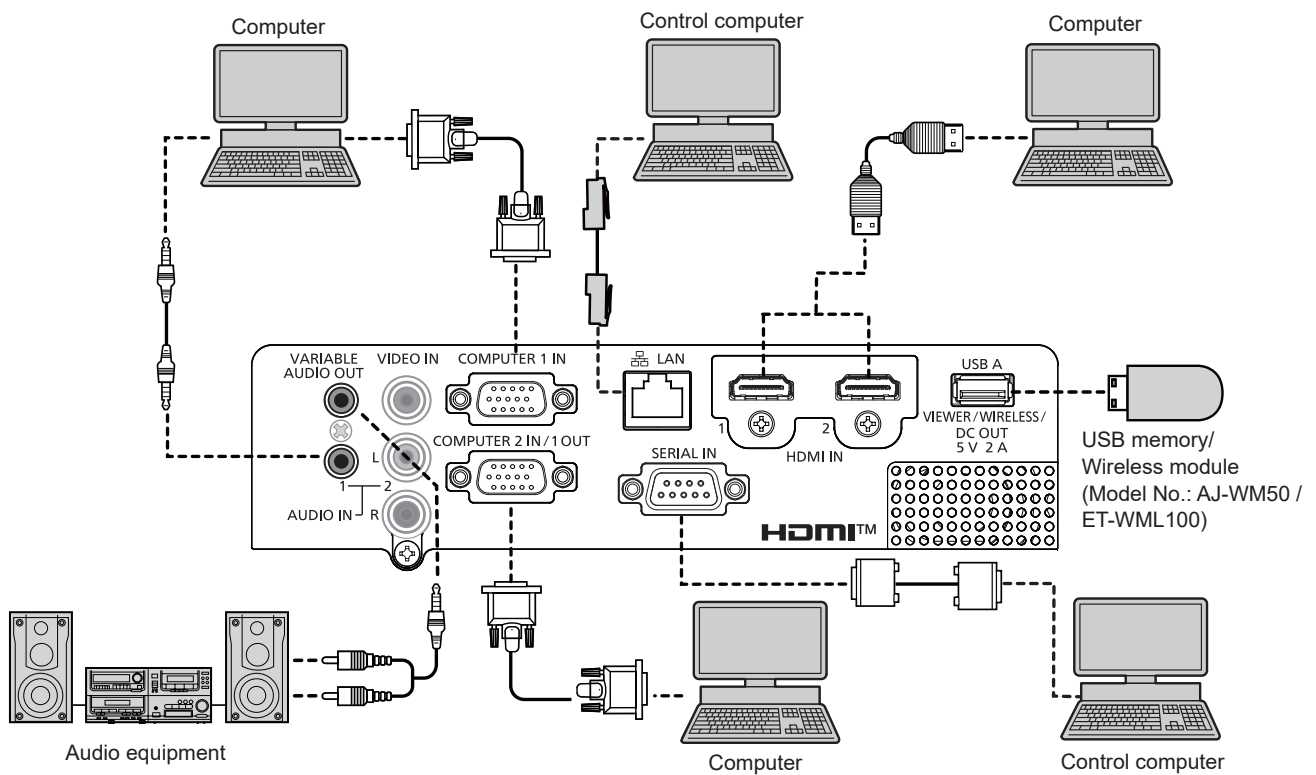 Computer
Control computer
Computer
VARIABLE
AUDIO OUT
VIDEO IN
COMPUTER 1 IN
LAN
USB A
COMPUTER 2 IN / 1 OUT
1
2
HDMI IN
VIEWER / WIRELESS /
DC OUT
5 V 2 A
SERIAL IN
L
1
2
AUDIO IN
R
HDMI™
USB memory/
Wireless module
(Model No.: AJ-WM50 /
ET-WML100)
Audio equipment
Computer
Control computer